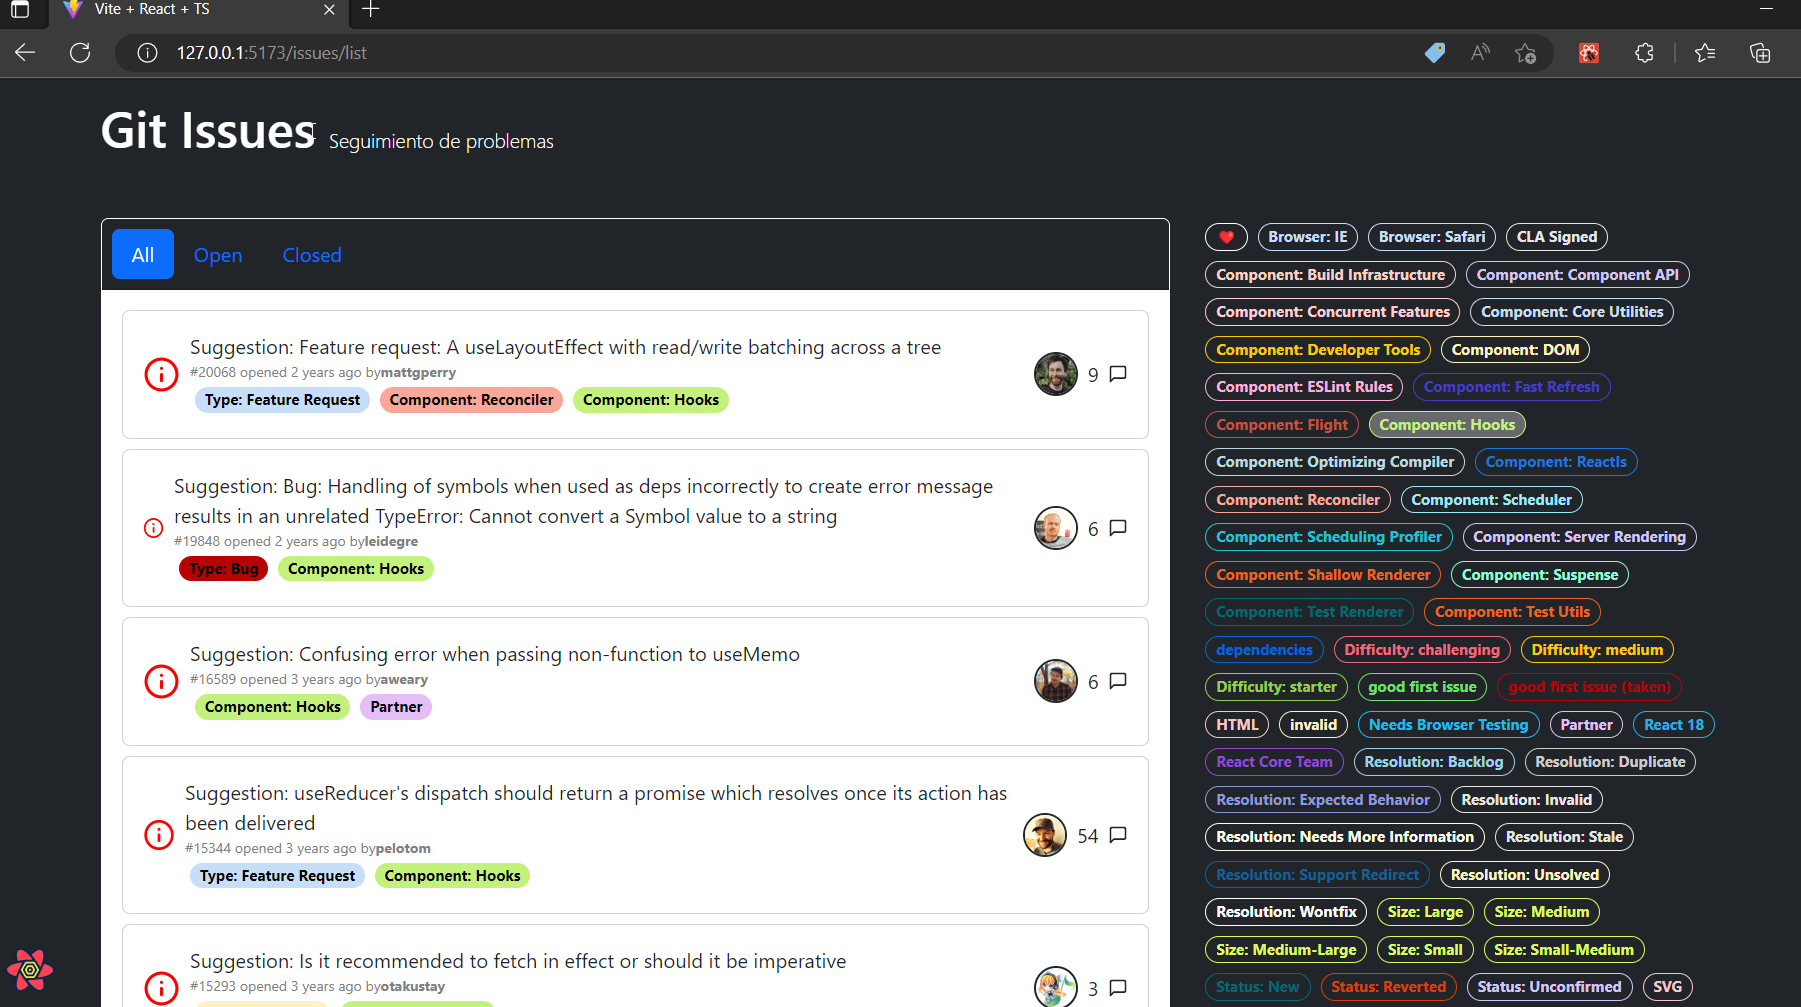 Vite + React + TS
127.0.0.1:5173/issues/list
Git Issues Seguimiento de problemas
All Open Closed
Suggestion: Feature request: A useLayoutEffect with read/write batching across a tree
#20068 opened 2 years ago bymattgperry
9
Type: Feature Request Component: Reconciler Component: Hooks
Suggestion: Bug: Handling of symbols when used as deps incorrectly to create error message
results in an unrelated TypeError: Cannot convert a Symbol value to a string
#19848 opened 2 years ago byleidegre
6
Type: Bug Component: Hooks
Suggestion: Confusing error when passing non-function to useMemo
#16589 opened 3 years ago byaweary
6
Component: Hooks Partner
Suggestion: useReducer's dispatch should return a promise which resolves once its action has
been delivered
#15344 opened 3 years ago bypelotom
54
Type: Feature Request Component: Hooks
Suggestion: Is it recommended to fetch in effect or should it be imperative
#15293 opened 3 years ago byotakustay
3
❤️ Browser: IE Browser: Safari CLA Signed
Component: Build Infrastructure Component: Component API
Component: Concurrent Features Component: Core Utilities
Component: Developer Tools Component: DOM
Component: ESLint Rules Component: Fast Refresh
Component: Flight Component: Hooks
Component: Optimizing Compiler Component: ReactIs
Component: Reconciler Component: Scheduler
Component: Scheduling Profiler Component: Server Rendering
Component: Shallow Renderer Component: Suspense
Component: Test Renderer Component: Test Utils
dependencies Difficulty: challenging Difficulty: medium
Difficulty: starter good first issue good first issue (taken)
HTML invalid Needs Browser Testing Partner React 18
React Core Team Resolution: Backlog Resolution: Duplicate
Resolution: Expected Behavior Resolution: Invalid
Resolution: Needs More Information Resolution: Stale
Resolution: Support Redirect Resolution: Unsolved
Resolution: Wontfix Size: Large Size: Medium
Size: Medium-Large Size: Small Size: Small-Medium
Status: New Status: Reverted Status: Unconfirmed SVG